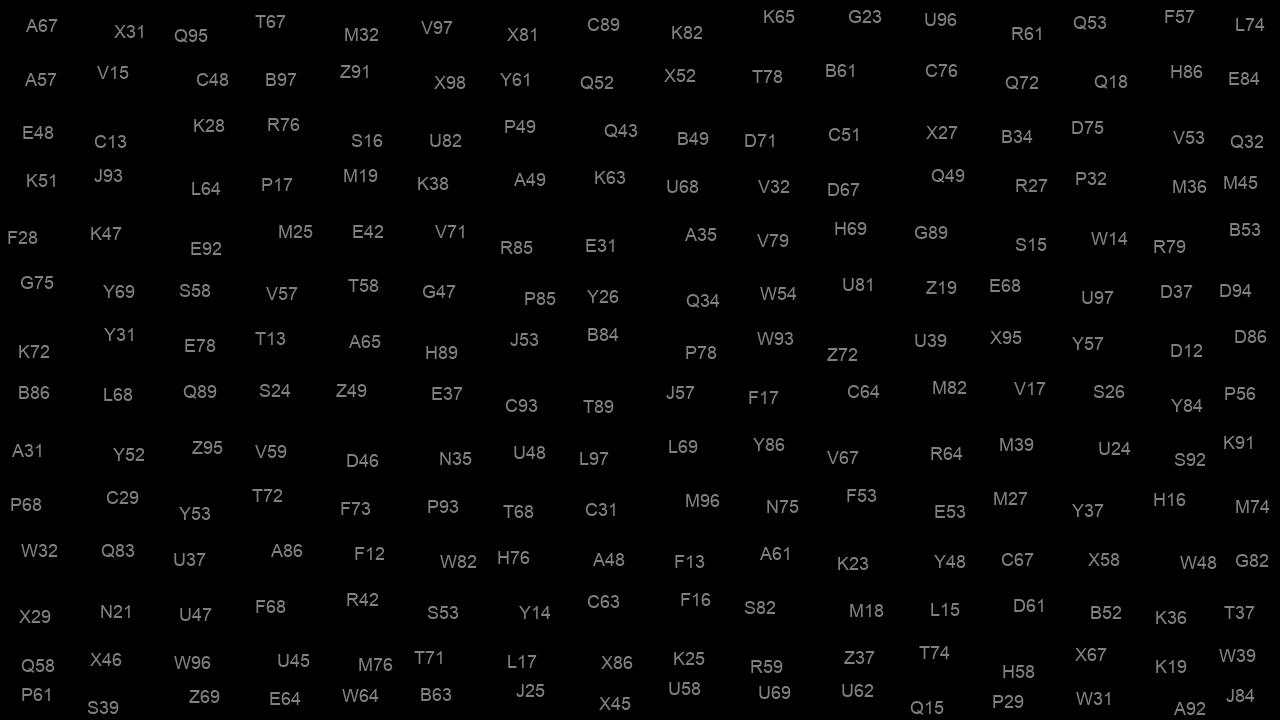 A67 X31 Q95 T67 M32 V97 X81 C89 K82 K65 G23 U96 R61 Q53 F57 L74
A57 V15 C48 B97 Z91 X98 Y61 Q52 X52 T78 B61 C76 Q72 Q18 H86 E84
E48 C13 K28 R76 S16 U82 P49 Q43 B49 D71 C51 X27 B34 D75 V53 Q32
K51 J93 L64 P17 M19 K38 A49 K63 U68 V32 D67 Q49 R27 P32 M36 M45
F28 K47 E92 M25 E42 V71 R85 E31 A35 V79 H69 G89 S15 W14 R79 B53
G75 Y69 S58 V57 T58 G47 P85 Y26 Q34 W54 U81 Z19 E68 U97 D37 D94
K72 Y31 E78 T13 A65 H89 J53 B84 P78 W93 Z72 U39 X95 Y57 D12 D86
B86 L68 Q89 S24 Z49 E37 C93 T89 J57 F17 C64 M82 V17 S26 Y84 P56
A31 Y52 Z95 V59 D46 N35 U48 L97 L69 Y86 V67 R64 M39 U24 S92 K91
P68 C29 Y53 T72 F73 P93 T68 C31 M96 N75 F53 E53 M27 Y37 H16 M74
W32 Q83 U37 A86 F12 W82 H76 A48 F13 A61 K23 Y48 C67 X58 W48 G82
X29 N21 U47 F68 R42 S53 Y14 C63 F16 S82 M18 L15 D61 B52 K36 T37
Q58 X46 W96 U45 M76 T71 L17 X86 K25 R59 Z37 T74 H58 X67 K19 W39
P61 S39 Z69 E64 W64 B63 J25 X45 U58 U69 U62 Q15 P29 W31 A92 J84